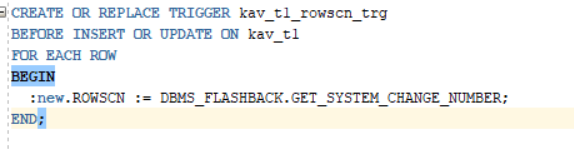 CREATE OR REPLACE TRIGGER kav_t1_rowscn_trg
BEFORE INSERT OR UPDATE ON kav_t1
FOR EACH ROW
BEGIN
  :new.ROWSCN := DBMS_FLASHBACK.GET_SYSTEM_CHANGE_NUMBER;
END;